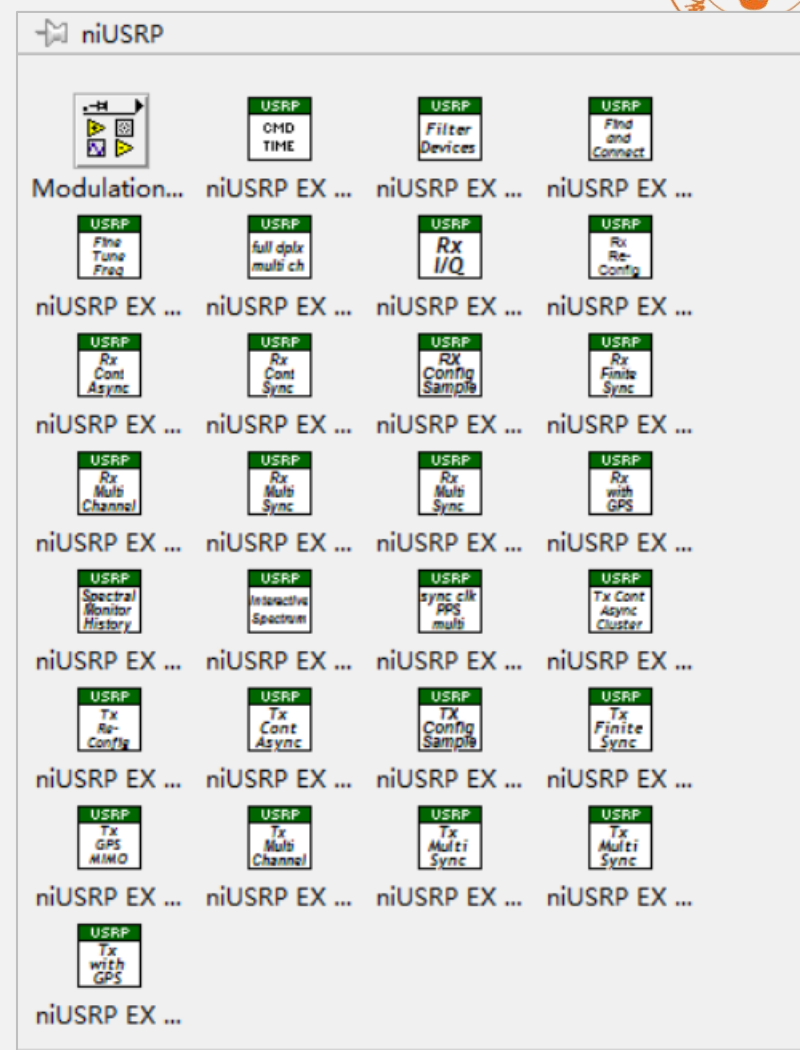 niUSRP
USRP USRP USRP
CMD Filter Find
TIME Devices and
Connect
Modulation... niUSRP EX ... niUSRP EX ... niUSRP EX ...
USRP USRP USRP USRP
Fine full dplx Rx Rx
Tune multi ch I/Q Re-
Freq Config
niUSRP EX ... niUSRP EX ... niUSRP EX ... niUSRP EX ...
USRP USRP USRP USRP
Rx Rx RX Rx
Cont Cont Config Finite
Async Sync Sample Sync
niUSRP EX ... niUSRP EX ... niUSRP EX ... niUSRP EX ...
USRP USRP USRP USRP
Rx Rx Rx Rx
Multi Multi Multi with
Channel Sync Sync GPS
niUSRP EX ... niUSRP EX ... niUSRP EX ... niUSRP EX ...
USRP USRP USRP USRP
Spectral Interactive sync clk Tx Cont
Monitor Spectrum PPS Async
History multi Cluster
niUSRP EX ... niUSRP EX ... niUSRP EX ... niUSRP EX ...
USRP USRP USRP USRP
Tx Tx TX Tx
Re- Cont Config Finite
Config Async Sample Sync
niUSRP EX ... niUSRP EX ... niUSRP EX ... niUSRP EX ...
USRP USRP USRP USRP
Tx Tx Tx Tx
GPS Multi Multi Multi
MIMO Channel Sync Sync
niUSRP EX ... niUSRP EX ... niUSRP EX ... niUSRP EX ...
USRP
Tx
with
GPS
niUSRP EX ...